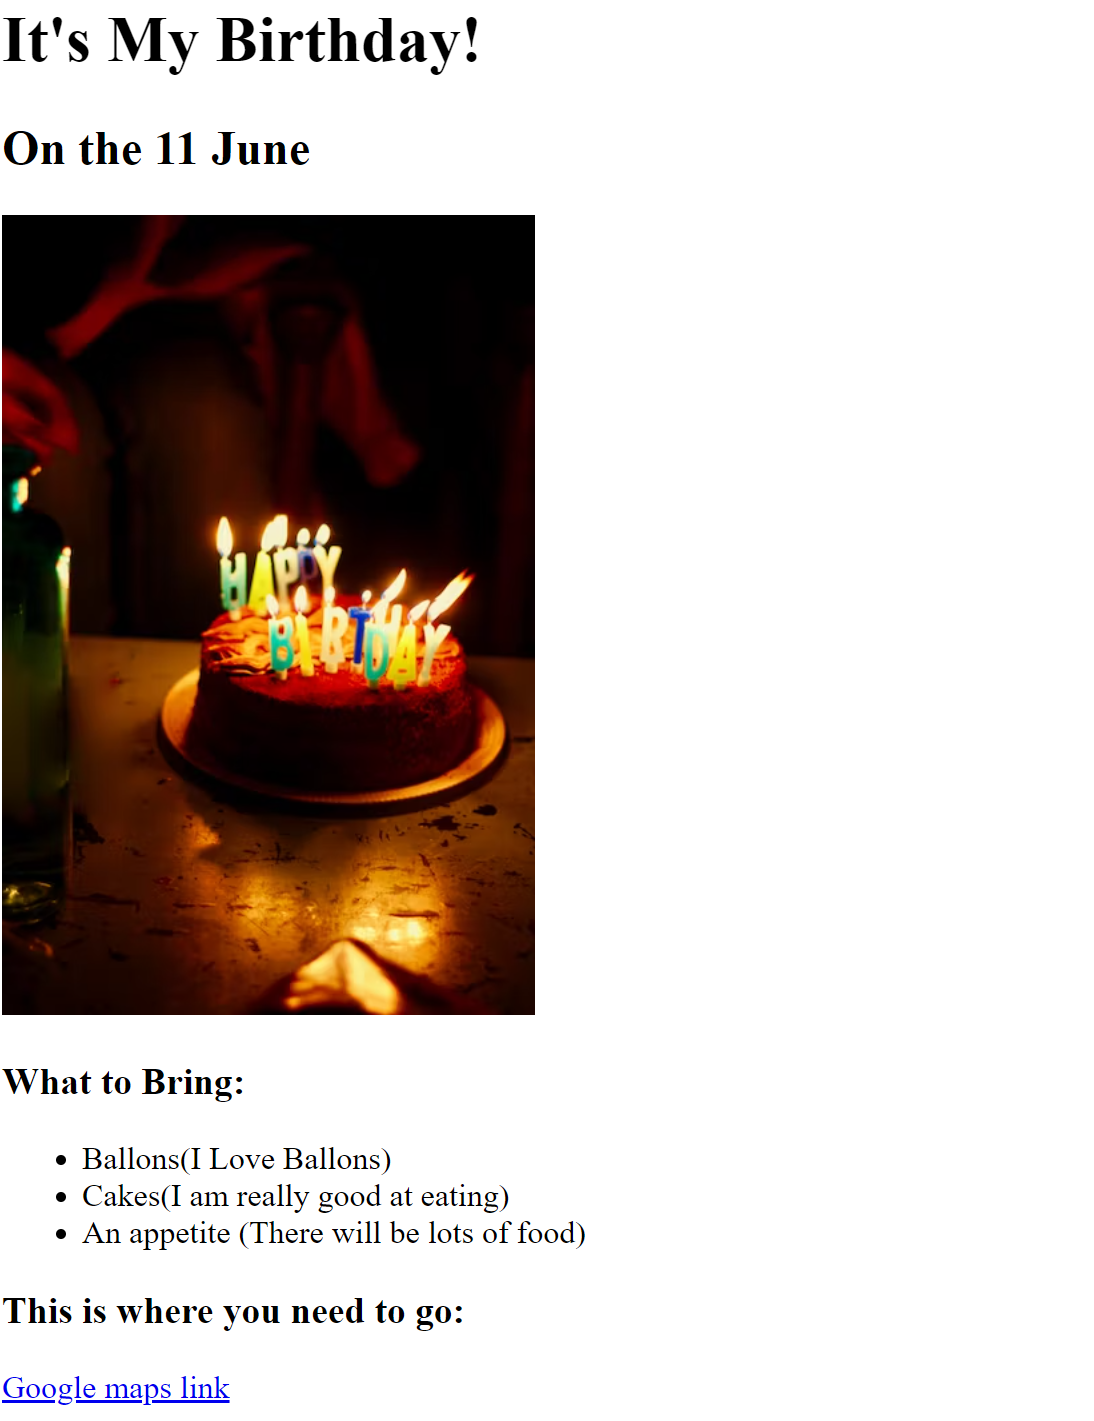 It's My Birthday!
On the 11 June
HAPPY
BIRTHDAY
What to Bring:
Ballons(I Love Ballons)
Cakes(I am really good at eating)
An appetite (There will be lots of food)
This is where you need to go:
Google maps link